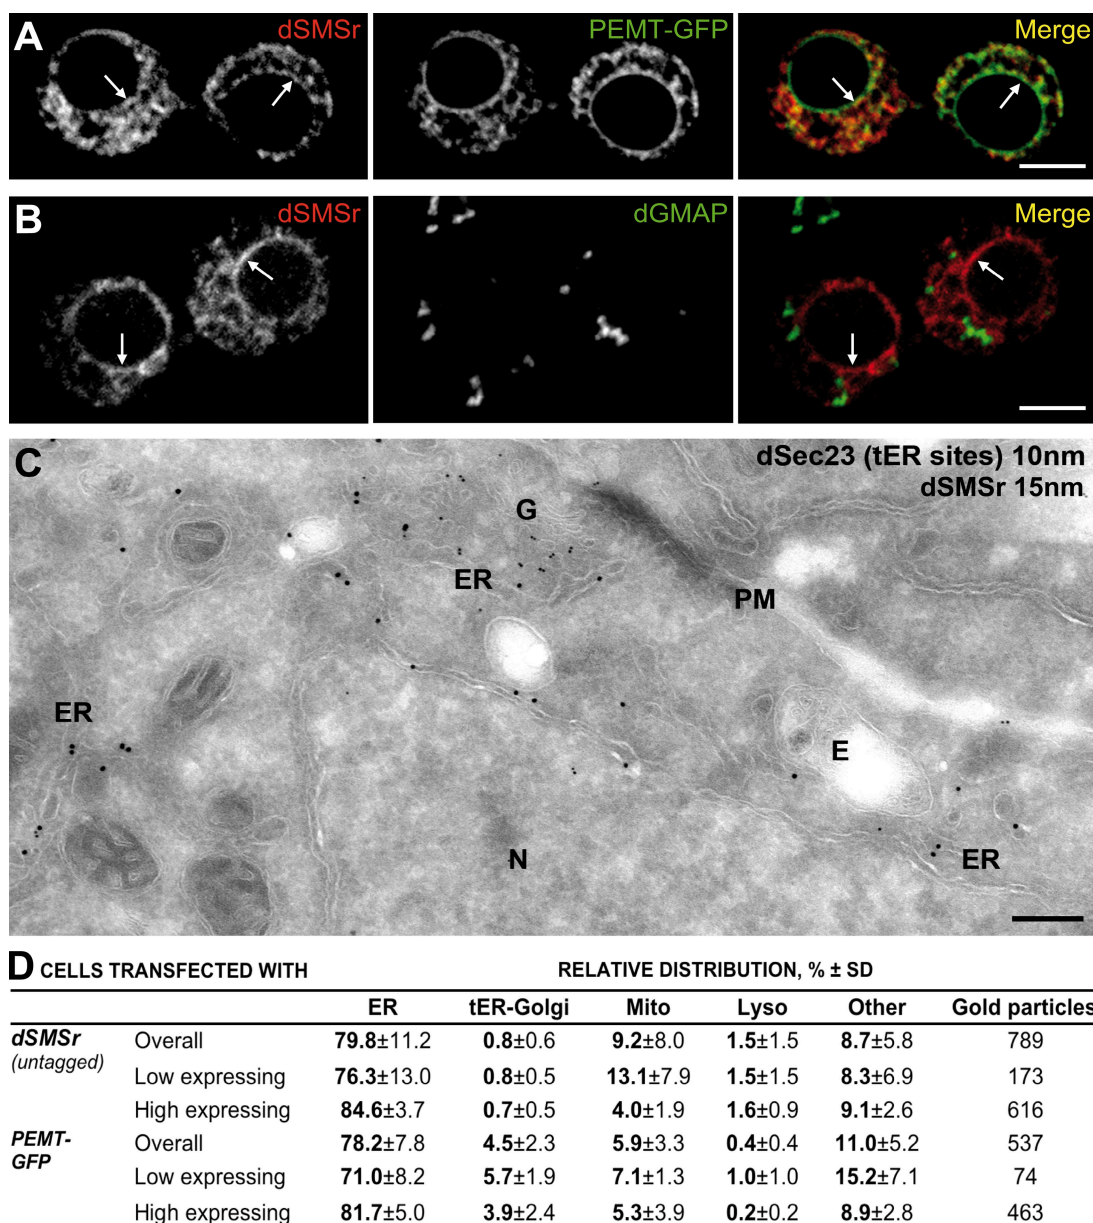 A dSMSr PEMT-GFP Merge
B dSMSr dGMAP Merge
C dSec23 (tER sites) 10nm
dSMSr 15nm
G
ER
PM
ER
E
N
ER
D CELLS TRANSFECTED WITH RELATIVE DISTRIBUTION, % ± SD
ER tER-Golgi Mito Lyso Other Gold particles
dSMSr Overall 79.8±11.2 0.8±0.6 9.2±8.0 1.5±1.5 8.7±5.8 789
(untagged)
Low expressing 76.3±13.0 0.8±0.5 13.1±7.9 1.5±1.5 8.3±6.9 173
High expressing 84.6±3.7 0.7±0.5 4.0±1.9 1.6±0.9 9.1±2.6 616
PEMT- Overall 78.2±7.8 4.5±2.3 5.9±3.3 0.4±0.4 11.0±5.2 537
GFP
Low expressing 71.0±8.2 5.7±1.9 7.1±1.3 1.0±1.0 15.2±7.1 74
High expressing 81.7±5.0 3.9±2.4 5.3±3.9 0.2±0.2 8.9±2.8 463